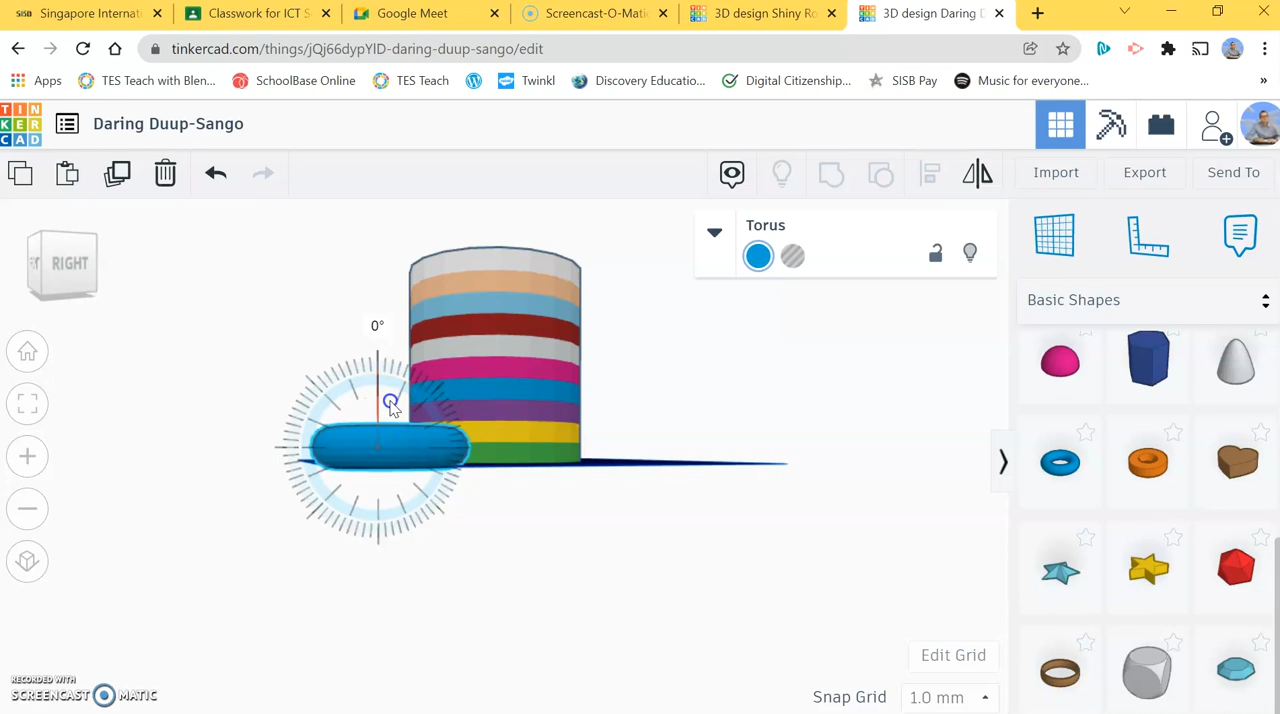 Singapore Internati
Classwork for ICT S
Google Meet
Screencast-O-Matic
3D design Shiny Ro
3D design Daring D
tinkercad.com/things/jQj66dypYlD-daring-duup-sango/edit
Apps
TES Teach with Blen...
SchoolBase Online
TES Teach
Twinkl
Discovery Educatio...
Digital Citizenship...
SISB Pay
Music for everyone...
»
TIN
KER
CAD
Daring Duup-Sango
Import
Export
Send To
RIGHT
Torus
Basic Shapes
0°
Edit Grid
Snap Grid
1.0 mm
RECORDED WITH
SCREENCAST MATIC